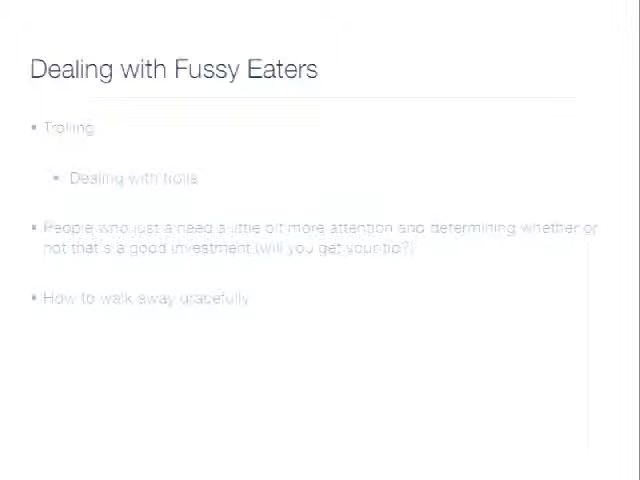 Dealing with Fussy Eaters
Trolling
Dealing with trolls
People who just a need a little bit more attention and determining whether or
not that's a good investment (will you get your tip?)
How to walk away gracefully